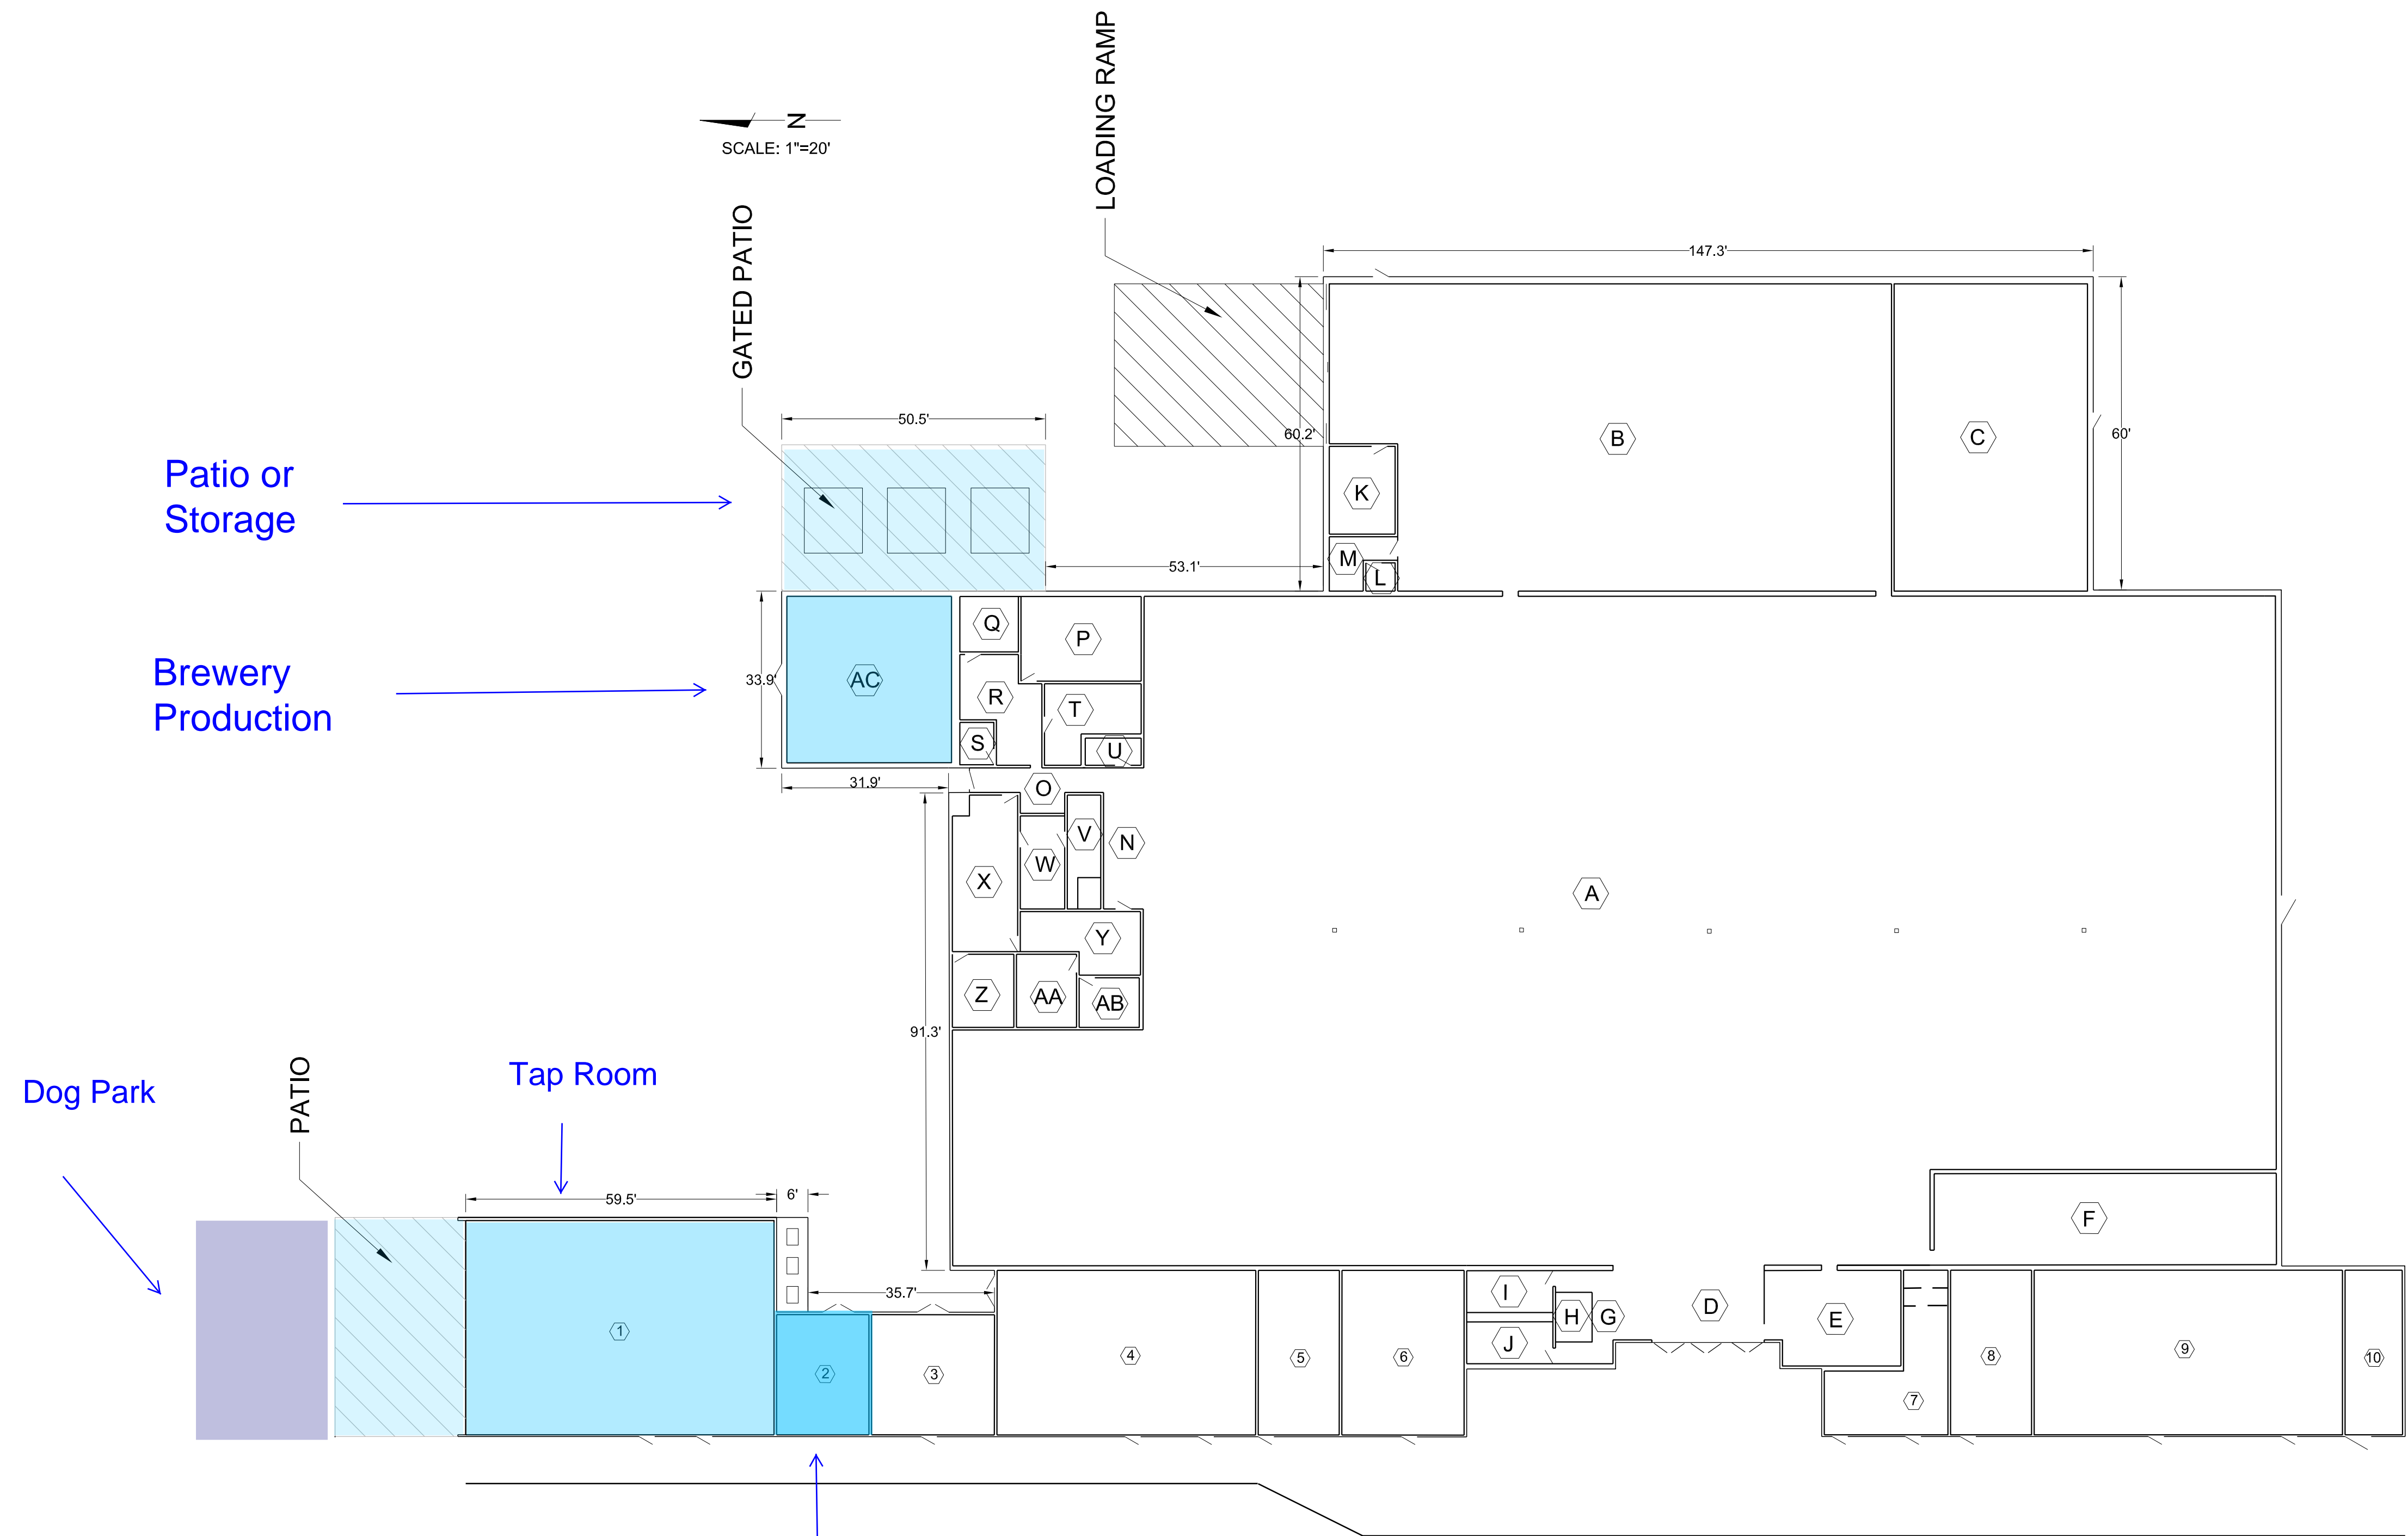 LOADING RAMP
N
SCALE: 1"=20'
GATED PATIO
147.3'
50.5'
60.2'
60'
B
C
Patio or
Storage
K
M
L
53.1'
Q
P
Brewery
Production
33.9'
AC
R
T
S
U
31.9'
O
V
N
W
X
A
Y
Z
AA
AB
91.3'
PATIO
Tap Room
Dog Park
59.5'
6'
F
35.7'
I
H
G
D
E
J
1
2
3
4
5
6
7
8
9
10